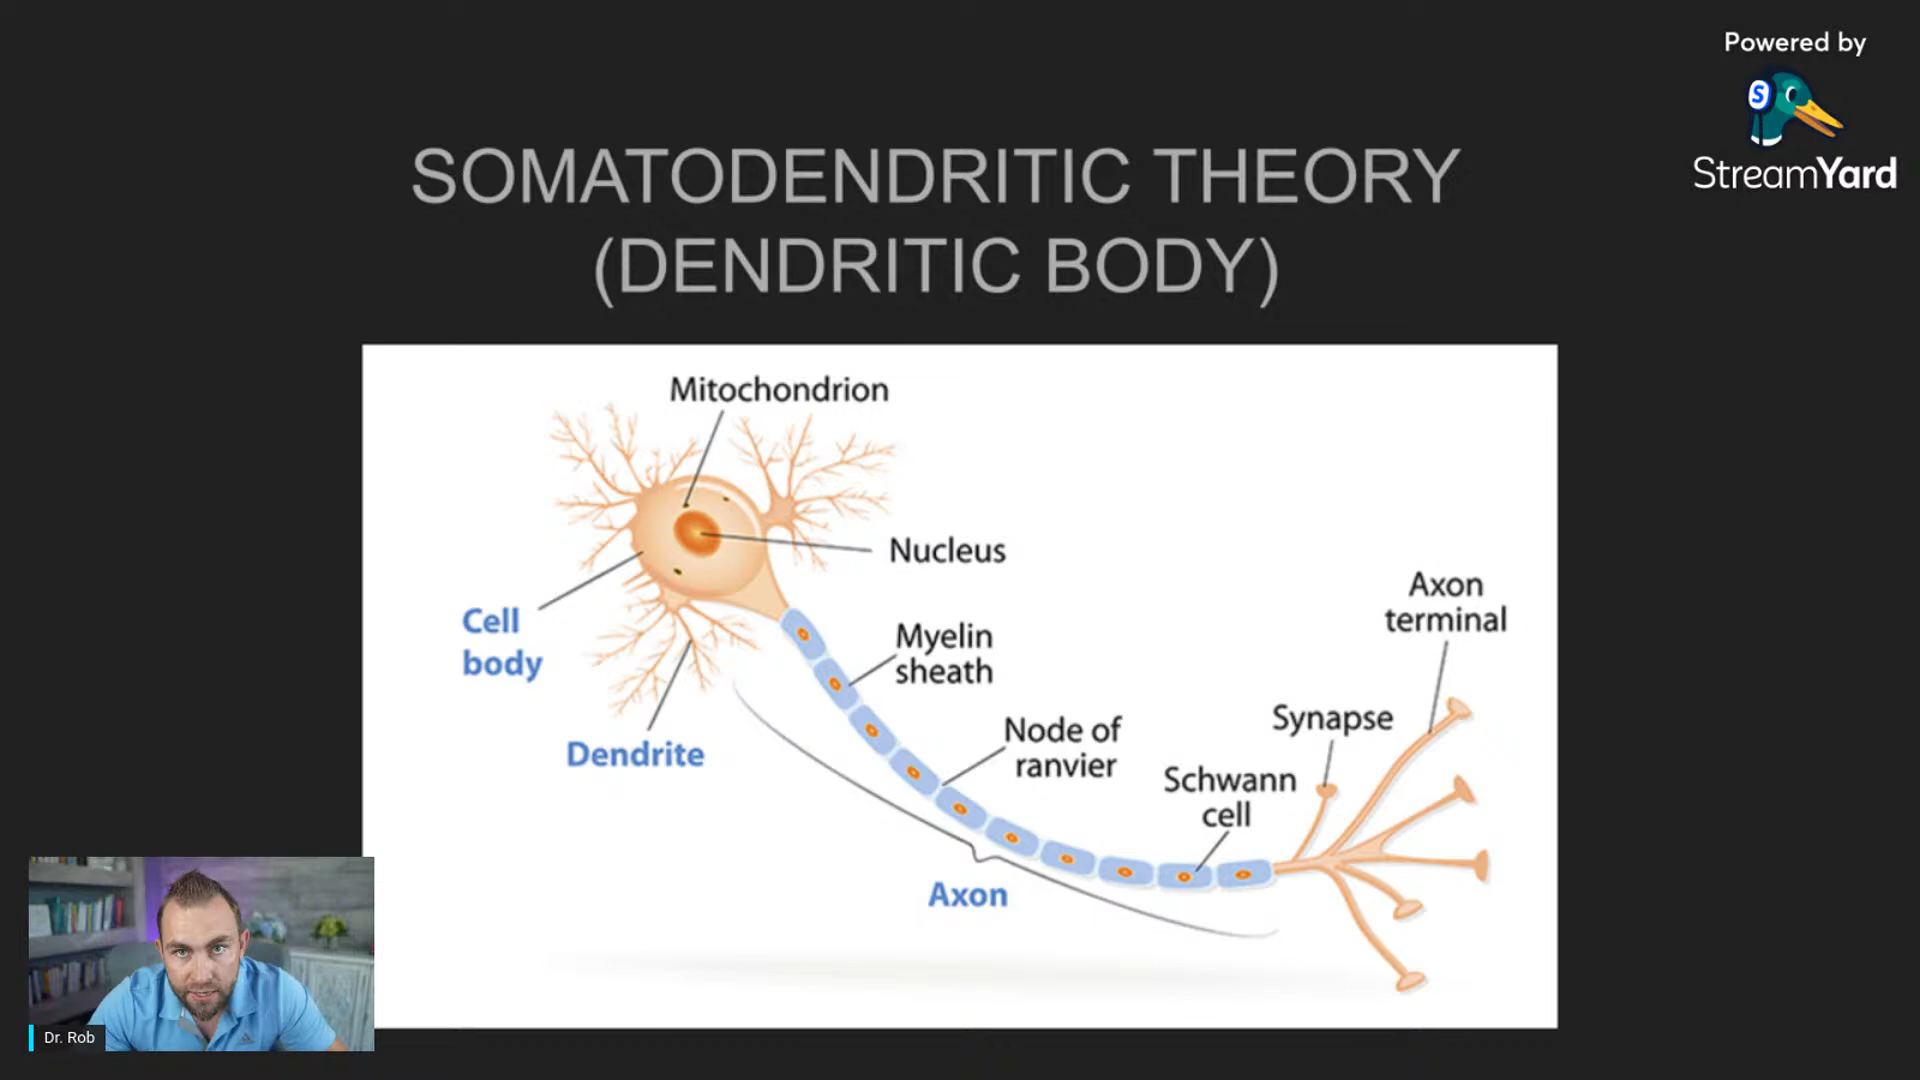 Powered by
StreamYard
SOMATODENDRITIC THEORY
(DENDRITIC BODY)
Mitochondrion
Nucleus
Cell
body
Myelin
sheath
Axon
terminal
Dendrite
Node of
ranvier
Synapse
Schwann
cell
Axon
Dr. Rob
S